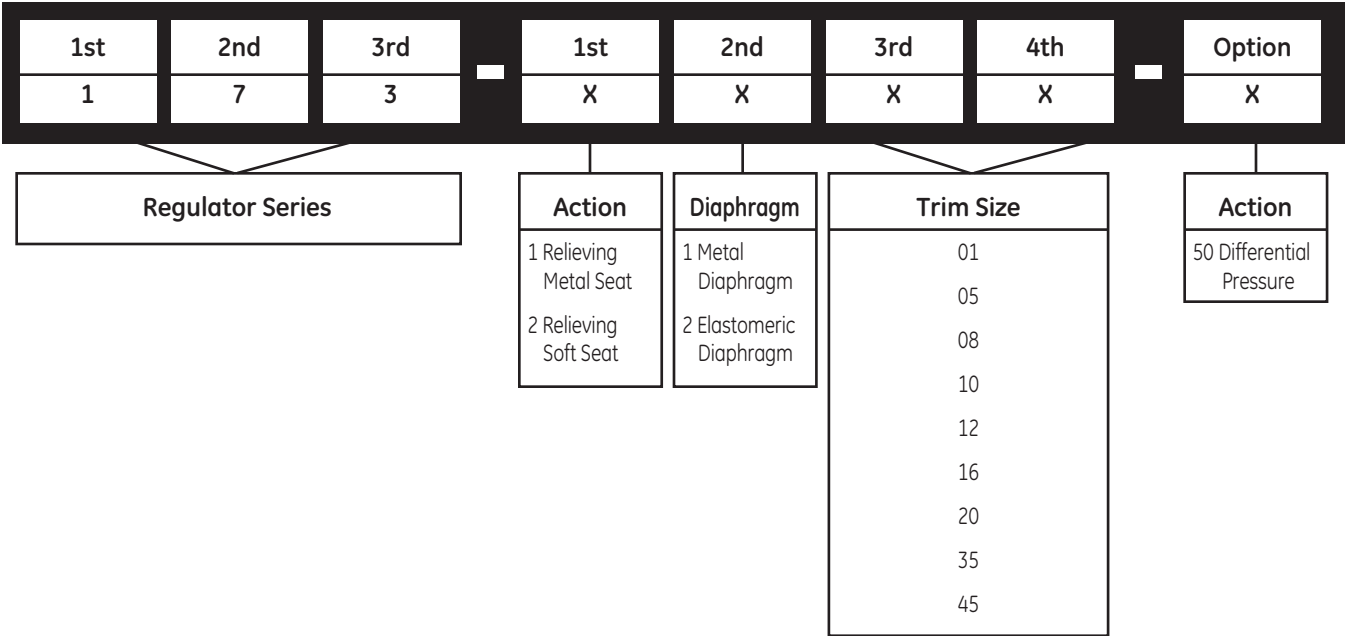 1st 2nd 3rd - 1st 2nd 3rd 4th - Option
1 7 3 X X X X X
Regulator Series
Action Diaphragm Trim Size Action
1 Relieving
Metal Seat
2 Relieving
Soft Seat
1 Metal
Diaphragm
2 Elastomeric
Diaphragm
01
05
08
10
12
16
20
35
45
50 Differential
Pressure